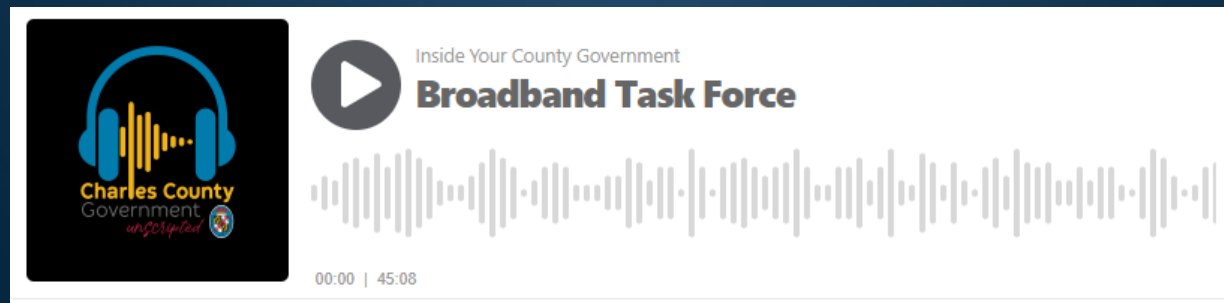 Charles County
Government
unscripted
Inside Your County Government
Broadband Task Force
00:00 | 45:08